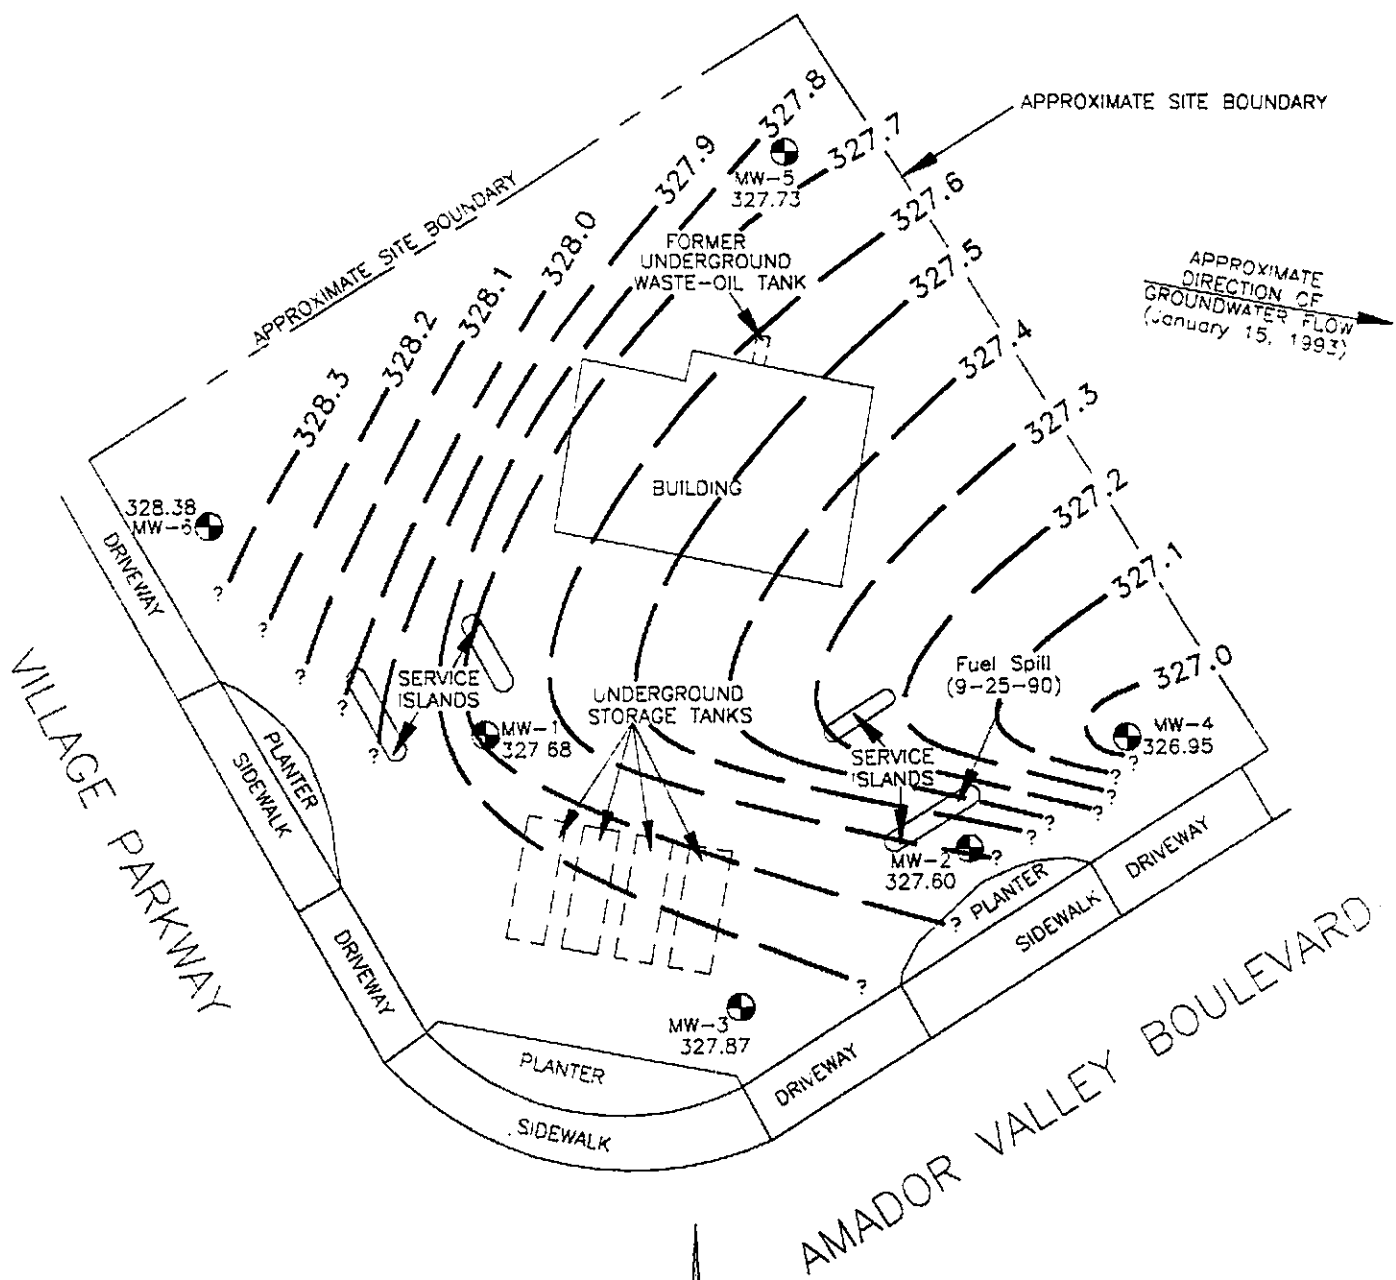 327.8
APPROXIMATE SITE BOUNDARY
327.7
327.9
MW-5
327.73
327.6
APPROXIMATE SITE BOUNDARY
328.0
FORMER
UNDERGROUND
WASTE-OIL TANK
327.5
APPROXIMATE
DIRECTION OF
GROUNDWATER FLOW
(January 15, 1993)
328.1
328.2
327.4
328.3
327.3
BUILDING
327.2
328.38
MW-6
DRIVEWAY
327.1
?
?
?
?
?
VILLAGE PARKWAY
SERVICE
ISLANDS
UNDERGROUND
STORAGE TANKS
Fuel Spill
(9-25-90)
327.0
MW-1
327.68
MW-4
326.95
SERVICE
ISLANDS
PLANTER
SIDEWALK
?
?
?
?
?
?
?
MW-2
327.60
?
?
PLANTER
SIDEWALK
DRIVEWAY
DRIVEWAY
MW-3
327.87
PLANTER
SIDEWALK
DRIVEWAY
AMADOR VALLEY BOULEVARD